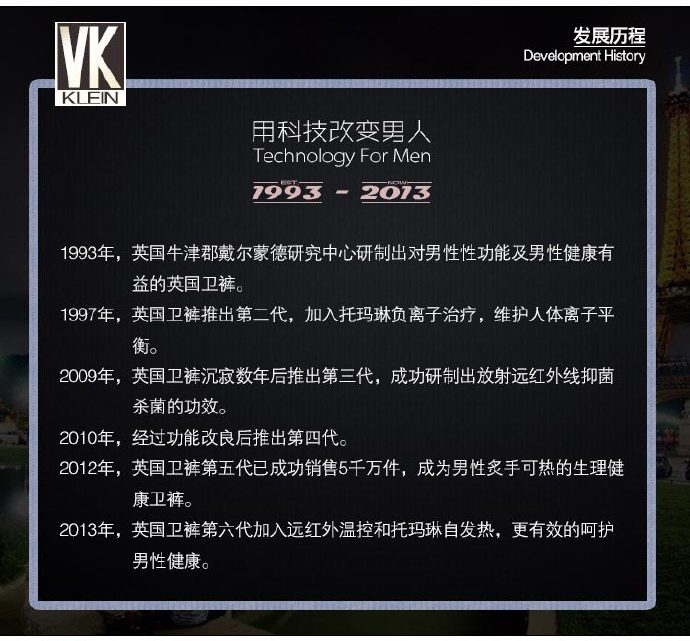 VK
KLEIN
发展历程
Development History
用科技改变男人
Technology For Men
EST. NOW.
1993 - 2013
1993年，英国牛津郡戴尔蒙德研究中心研制出对男性性功能及男性健康有
益的英国卫裤。
1997年，英国卫裤推出第二代，加入托玛琳负离子治疗，维护人体离子平
衡。
2009年，英国卫裤沉寂数年后推出第三代，成功研制出放射远红外线抑菌
杀菌的功效。
2010年，经过功能改良后推出第四代。
2012年，英国卫裤第五代已成功销售5千万件，成为男性炙手可热的生理健
康卫裤。
2013年，英国卫裤第六代加入远红外温控和托玛琳自发热，更有效的呵护
男性健康。